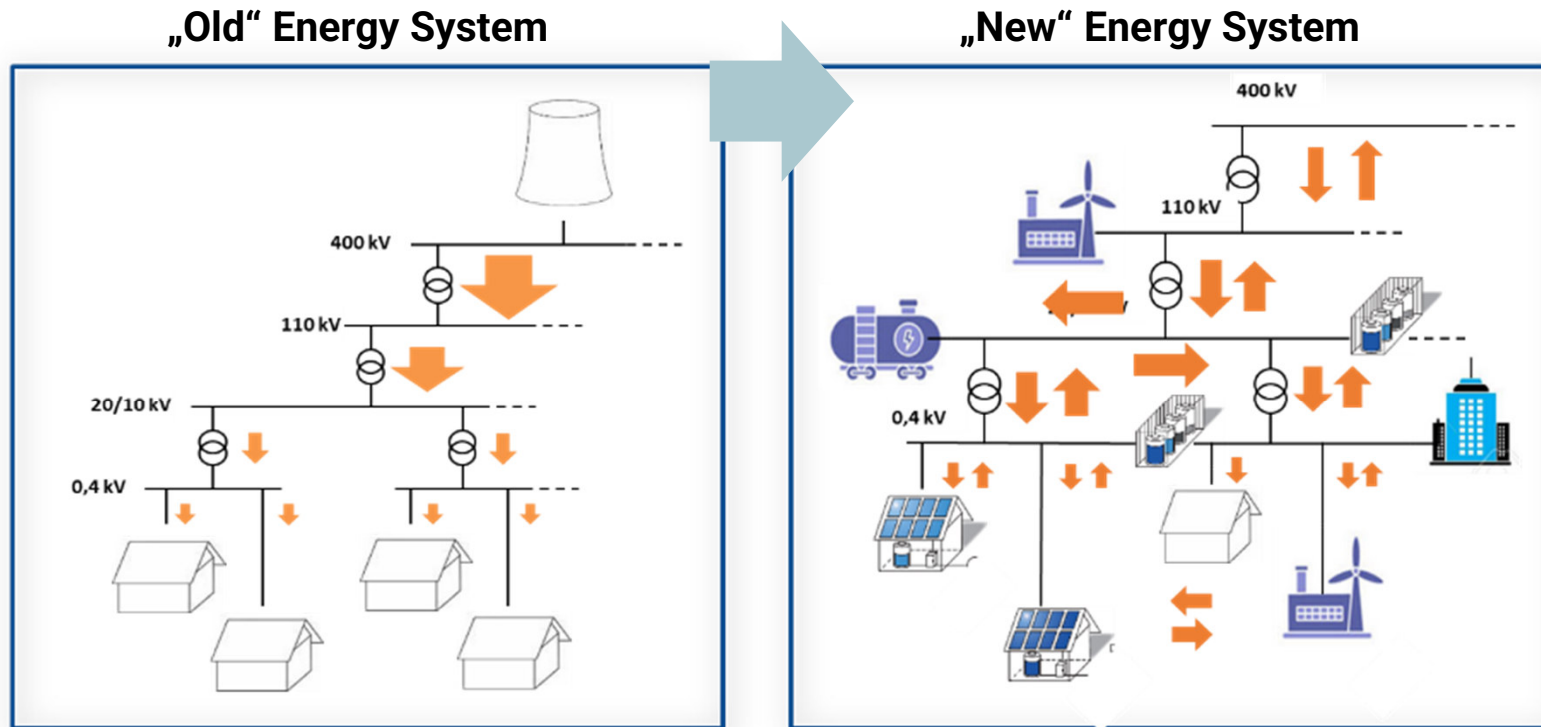 „Old“ Energy System
400 kV
110 kV
20/10 kV
0,4 kV
„New“ Energy System
400 kV
110 kV
0,4 kV